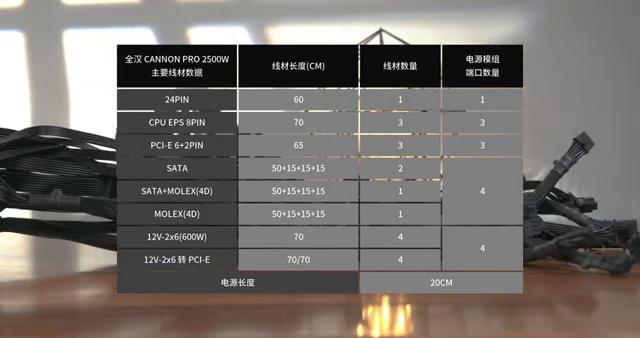 全汉 CANNON PRO 2500W
主要线材数据
线材长度(CM)
线材数量
电源模组
端口数量
24PIN 60 1 1
CPU EPS 8PIN 70 3 3
PCI-E 6+2PIN 65 3 3
SATA 50+15+15+15 2
SATA+MOLEX(4D) 50+15+15+15 1 4
MOLEX(4D) 50+15+15+15 1
12V-2x6(600W) 70 4
4
12V-2x6 转 PCI-E 70/70 4
电源长度 20CM